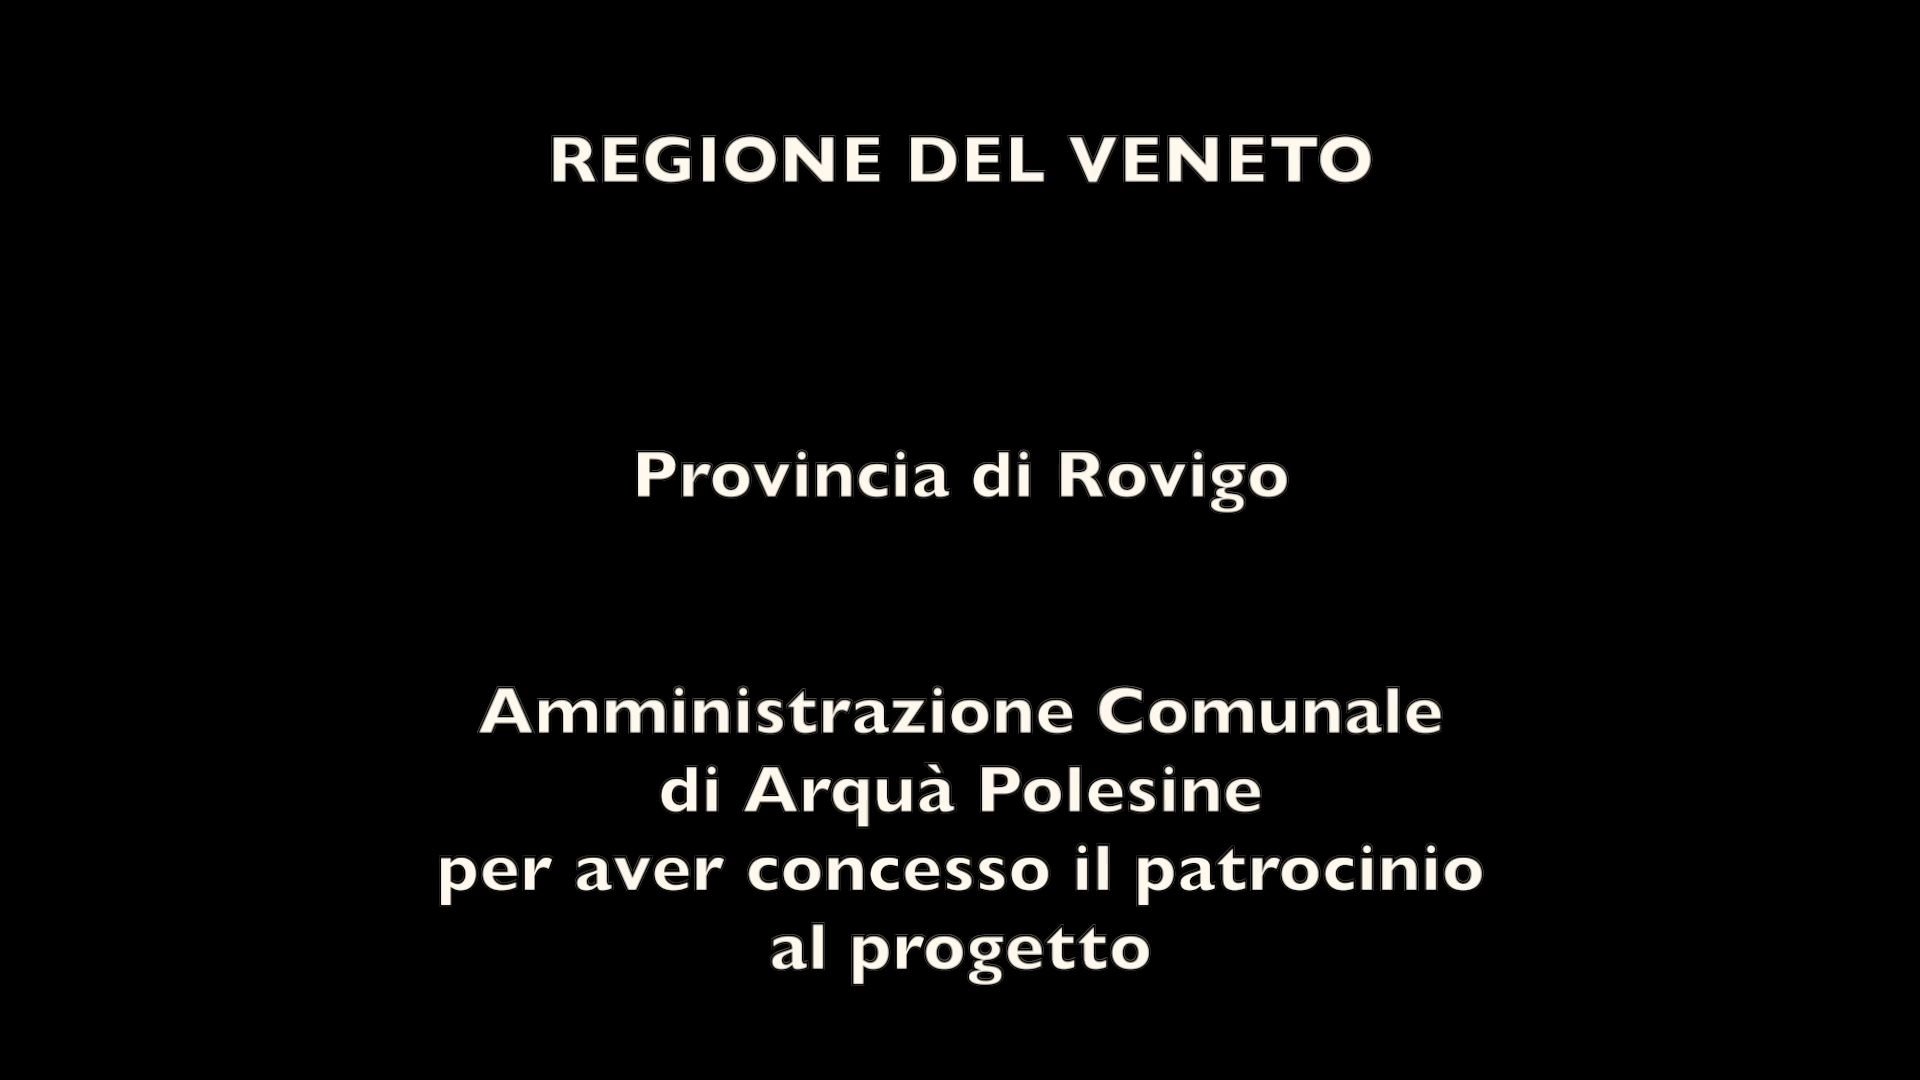 REGIONE DEL VENETO
Provincia di Rovigo
Amministrazione Comunale
di Arquà Polesine
per aver concesso il patrocinio
al progetto